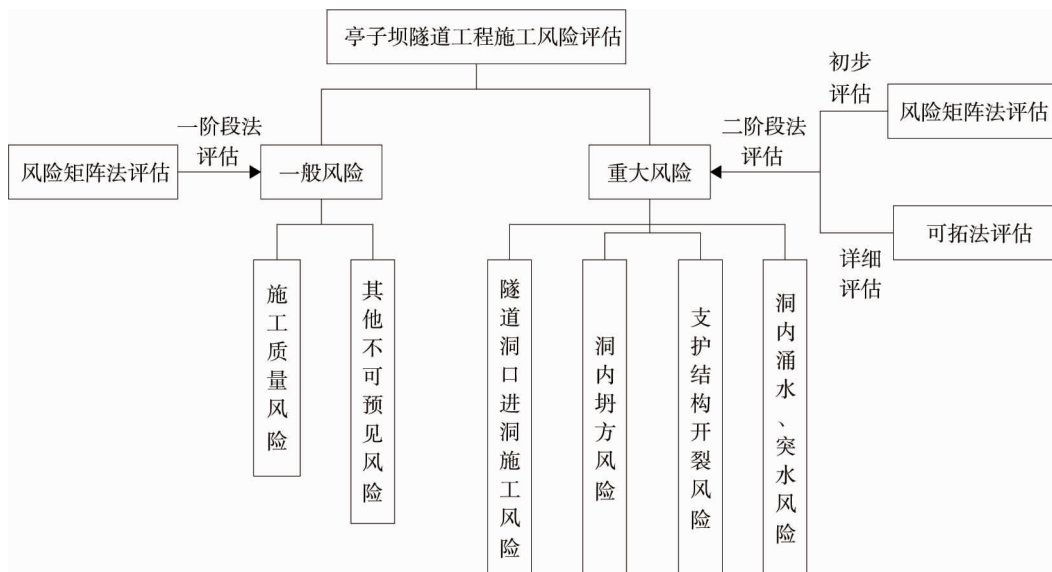 亭子坝隧道工程施工风险评估
初步
评估
风险矩阵法评估
一阶段法
评估
二阶段法
评估
风险矩阵法评估
一般风险
重大风险
可拓法评估
详细
评估
施工质量风险
其他不可预见风险
隧道洞口进洞施工风险
洞内坍方风险
支护结构开裂风险
洞内涌水、突水风险